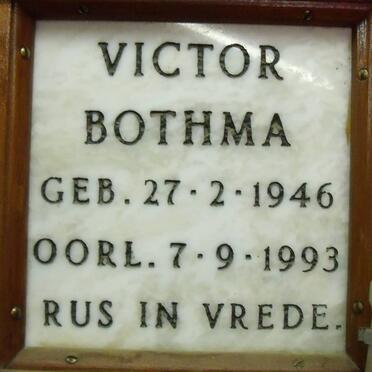 VICTOR
BOTHMA
GEB. 27·2·1946
OORL. 7·9·1993
RUS IN VREDE.